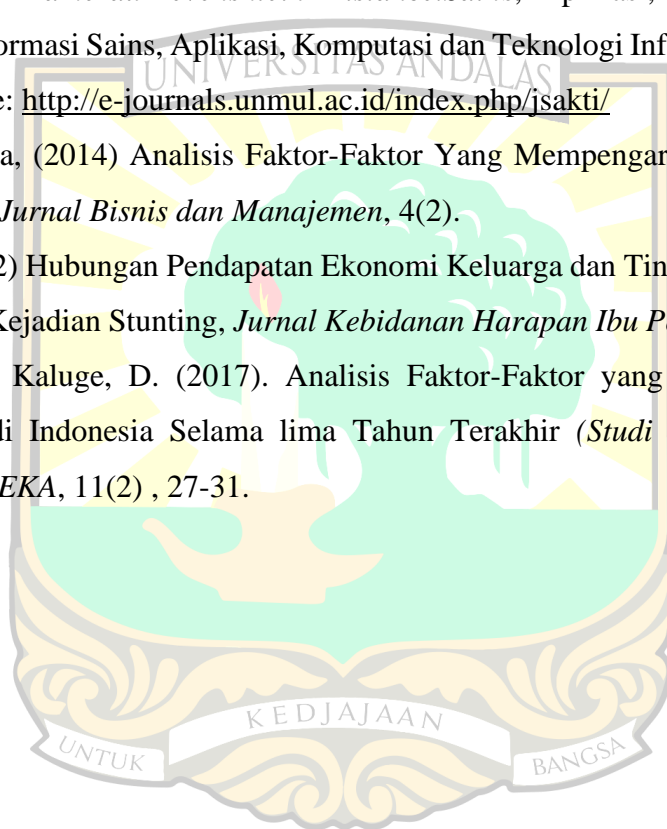 Sains,
ormasi Sains, Aplikasi, Komputasi dan Teknologi Inf
UNIVERSITAS ANDALAS
e: http://e-journals.unmul.ac.id/index.php/jsakti/
a, (2014) Analisis Faktor-Faktor Yang Mempengar
Jurnal Bisnis dan Manajemen, 4(2).
2) Hubungan Pendapatan Ekonomi Keluarga dan Tin
Kejadian Stunting, Jurnal Kebidanan Harapan Ibu P
Kaluge, D. (2017). Analisis Faktor-Faktor yang
di Indonesia Selama lima Tahun Terakhir (Studi
EKA, 11(2) , 27-31.
UNTUK KEDJAJAAN BANGSA